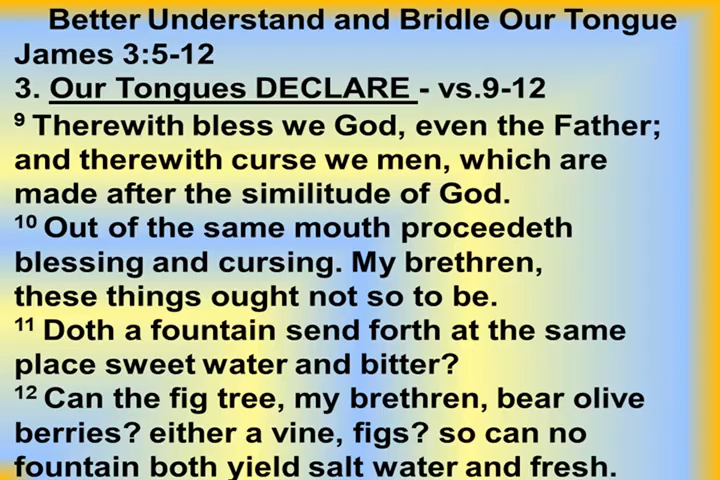 Better Understand and Bridle Our Tongue
James 3:5-12
3. Our Tongues DECLARE - vs.9-12
9 Therewith bless we God, even the Father;
and therewith curse we men, which are
made after the similitude of God.
10 Out of the same mouth proceedeth
blessing and cursing. My brethren,
these things ought not so to be.
11 Doth a fountain send forth at the same
place sweet water and bitter?
12 Can the fig tree, my brethren, bear olive
berries? either a vine, figs? so can no
fountain both yield salt water and fresh.